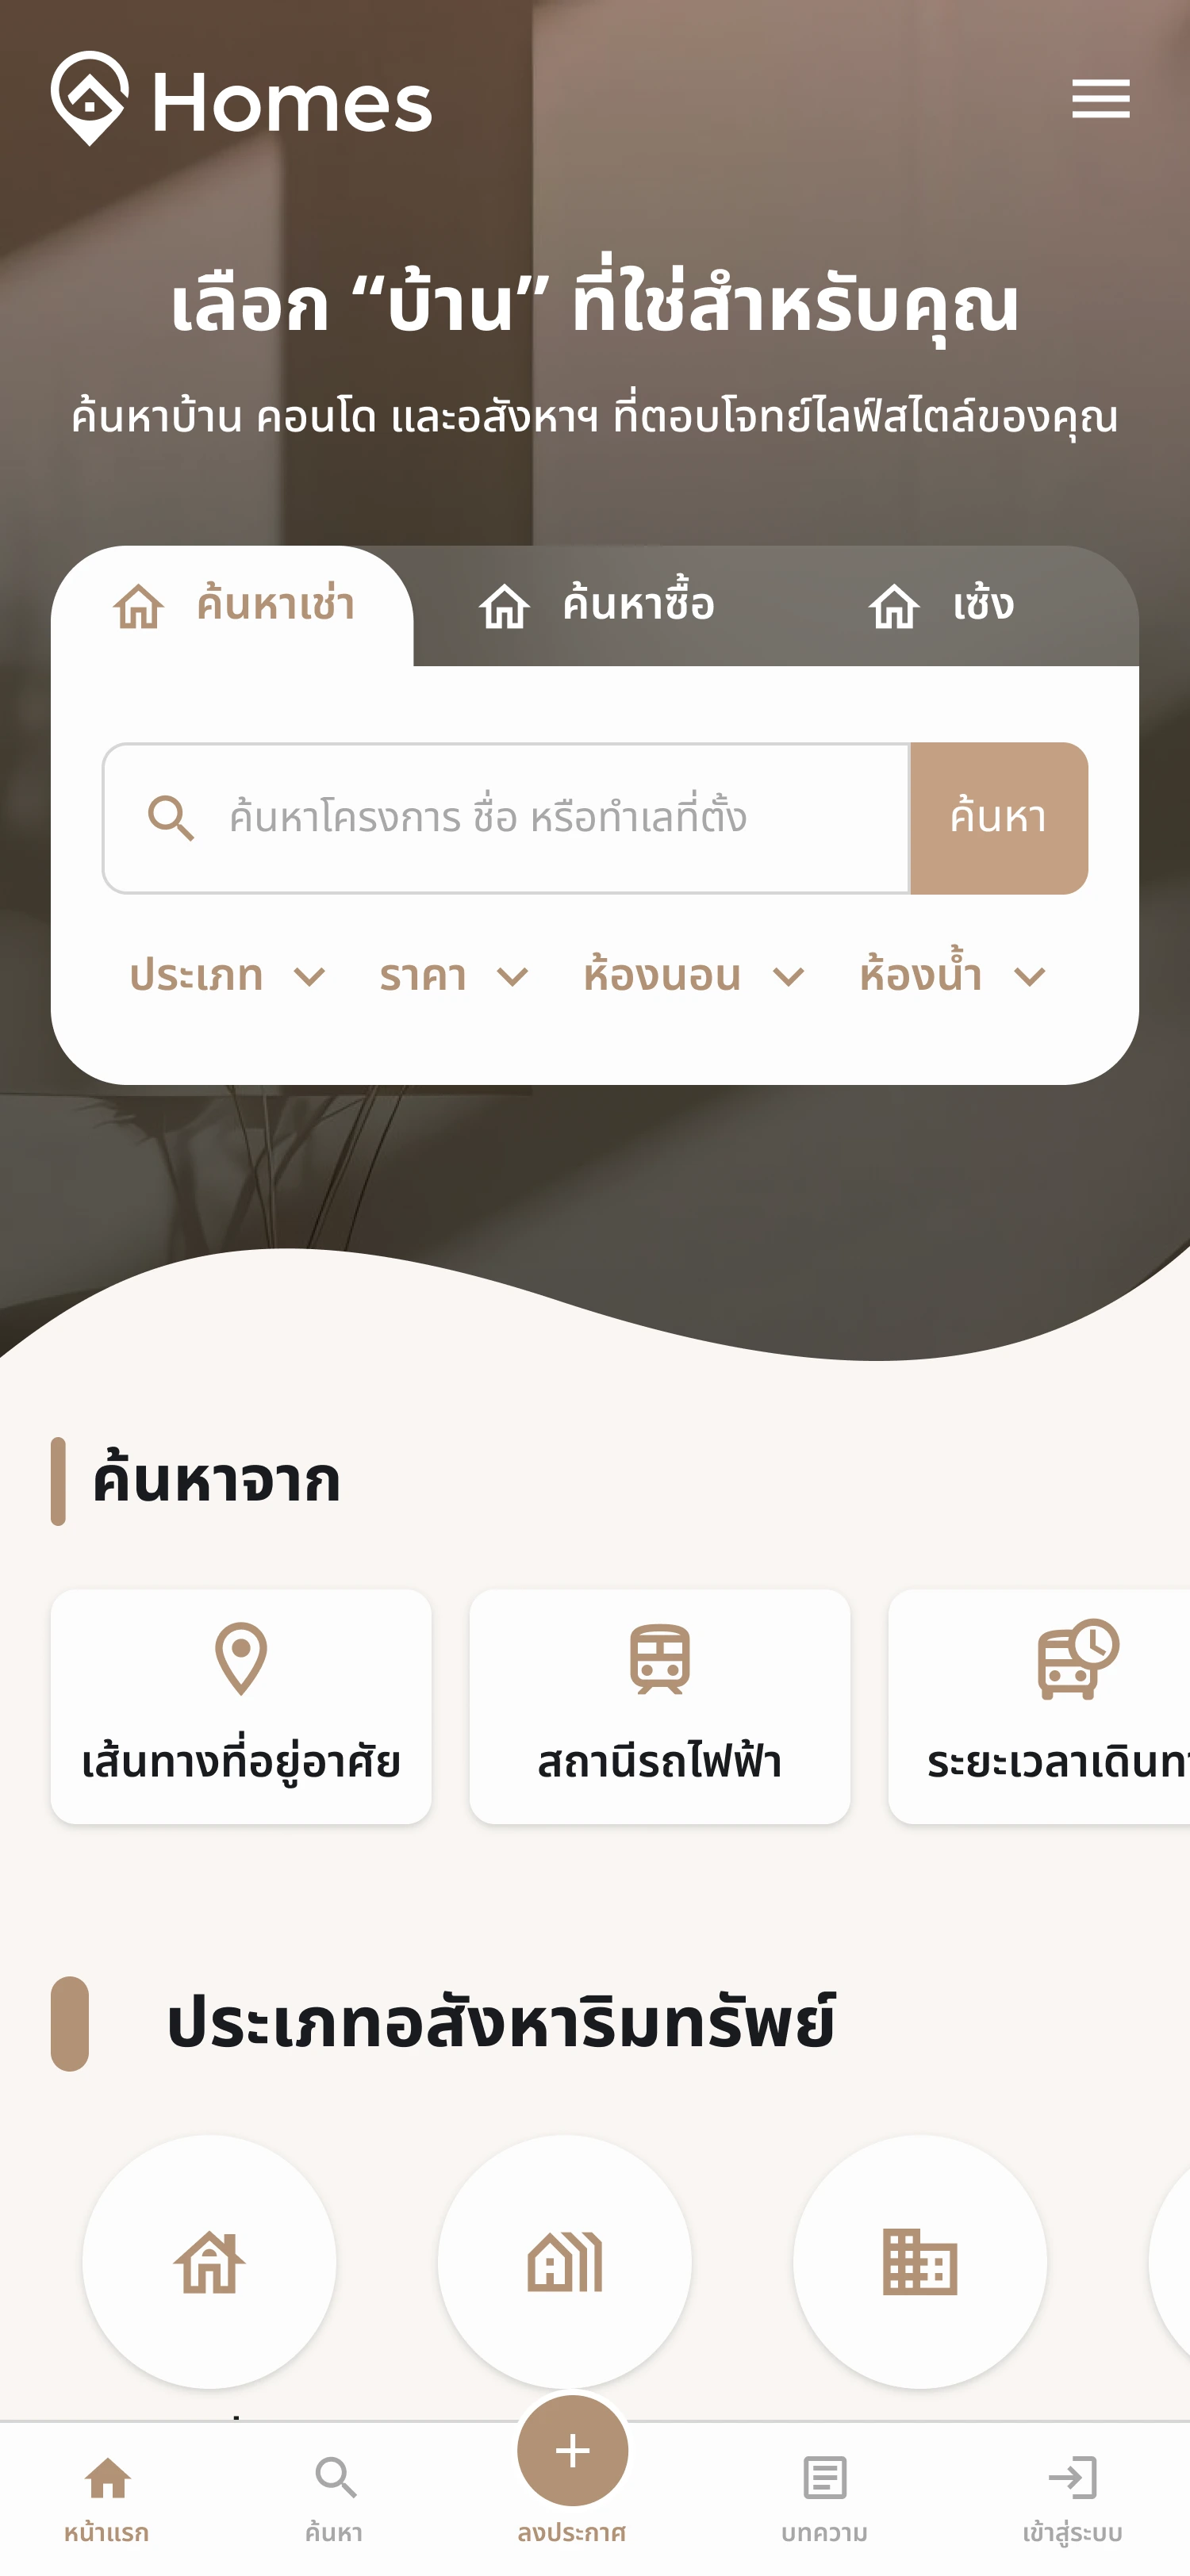 Homes
เลือก “บ้าน” ที่ใช่สำหรับคุณ
ค้นหาบ้าน คอนโด และอสังหาฯ ที่ตอบโจทย์ไลฟ์สไตล์ของคุณ
ค้นหาเช่า ค้นหาซื้อ เซ้ง
ค้นหาโครงการ ชื่อ หรือทำเลที่ตั้ง ค้นหา
ประเภท ราคา ห้องนอน ห้องน้ำ
ค้นหาจาก
เส้นทางที่อยู่อาศัย สถานีรถไฟฟ้า ระยะเวลาเดินทา
ประเภทอสังหาริมทรัพย์
หน้าแรก ค้นหา ลงประกาศ บทความ เข้าสู่ระบบ